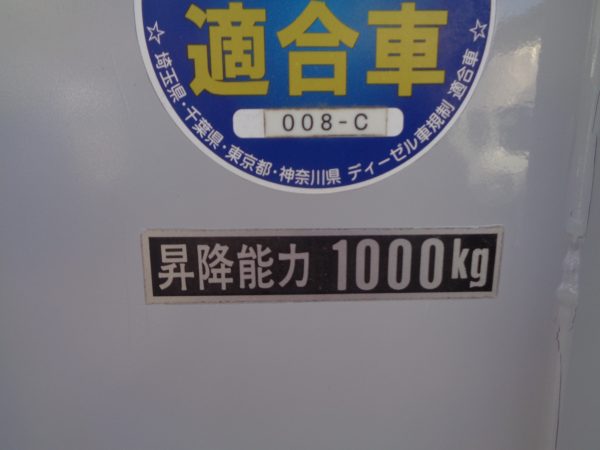 適合車
008-C
☆埼玉県・千葉県・東京都・神奈川県 ディーゼル車規制 適合車☆
昇降能力 1000kg